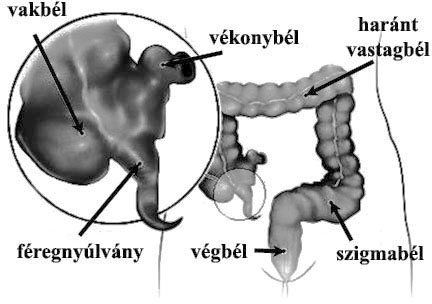 vakbél
vékonybél
haránt
vastagbél
féregnyúlvány
végbél
szigmabél